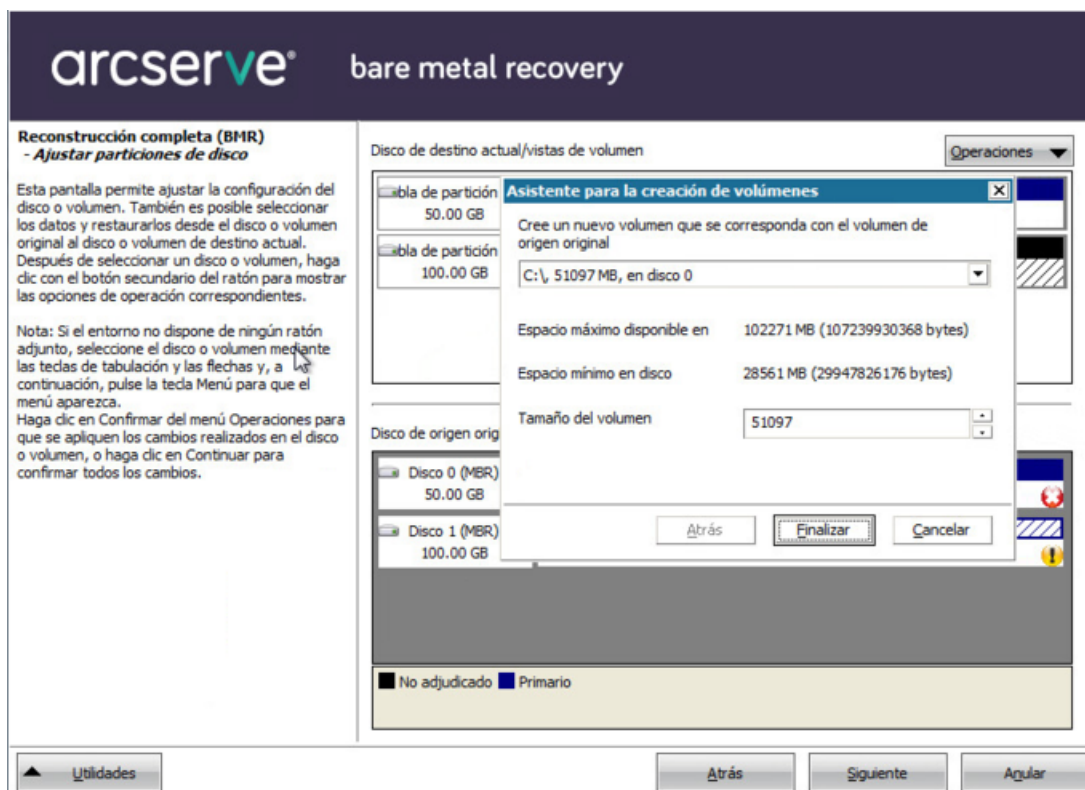 arcserve®
bare metal recovery
Reconstrucción completa (BMR)
- Ajustar particiones de disco
Esta pantalla permite ajustar la configuración del
disco o volumen. También es posible seleccionar
los datos y restaurarlos desde el disco o volumen
original al disco o volumen de destino actual.
Después de seleccionar un disco o volumen, haga
clic con el botón secundario del ratón para mostrar
las opciones de operación correspondientes.
Nota: Si el entorno no dispone de ningún ratón
adjunto, seleccione el disco o volumen mediante
las teclas de tabulación y las flechas y, a
continuación, pulse la tecla Menú para que el
menú aparezca.
Haga clic en Confirmar del menú Operaciones para
que se apliquen los cambios realizados en el disco
o volumen, o haga clic en Continuar para
confirmar todos los cambios.
Disco de destino actual/vistas de volumen
Operaciones
bla de partición
50.00 GB
bla de partición
100.00 GB
Asistente para la creación de volúmenes
Cree un nuevo volumen que se corresponda con el volumen de
origen original
C:\, 51097 MB, en disco 0
Espacio máximo disponible en 102271 MB (107239930368 bytes)
Espacio mínimo en disco 28561 MB (29947826176 bytes)
Tamaño del volumen 51097
Atrás Finalizar Cancelar
Disco de origen orig
Disco 0 (MBR)
50.00 GB
Disco 1 (MBR)
100.00 GB
No adjudicado Primario
Utilidades Atrás Siguiente Anular